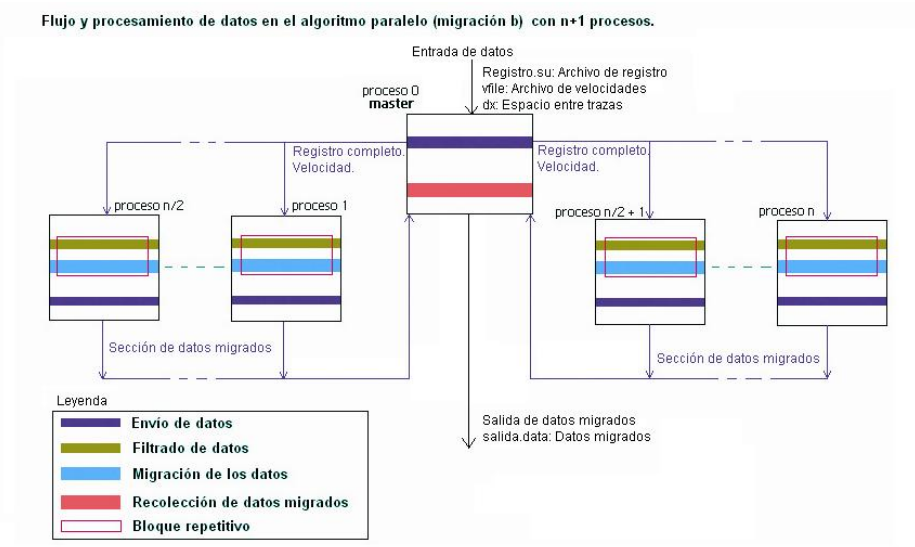 Flujo y procesamiento de datos en el algoritmo paralelo (migración b) con n+1 procesos.
Entrada de datos
Registro.su: Archivo de registro
vfile: Archivo de velocidades
dx: Espacio entre trazas
proceso 0
master
Registro completo.
Velocidad.
Registro completo.
Velocidad.
proceso n/2
proceso 1
proceso n/2 + 1
proceso n
Sección de datos migrados
Sección de datos migrados
Salida de datos migrados
salida.data: Datos migrados
Leyenda
Envío de datos
Filtrado de datos
Migración de los datos
Recolección de datos migrados
Bloque repetitivo